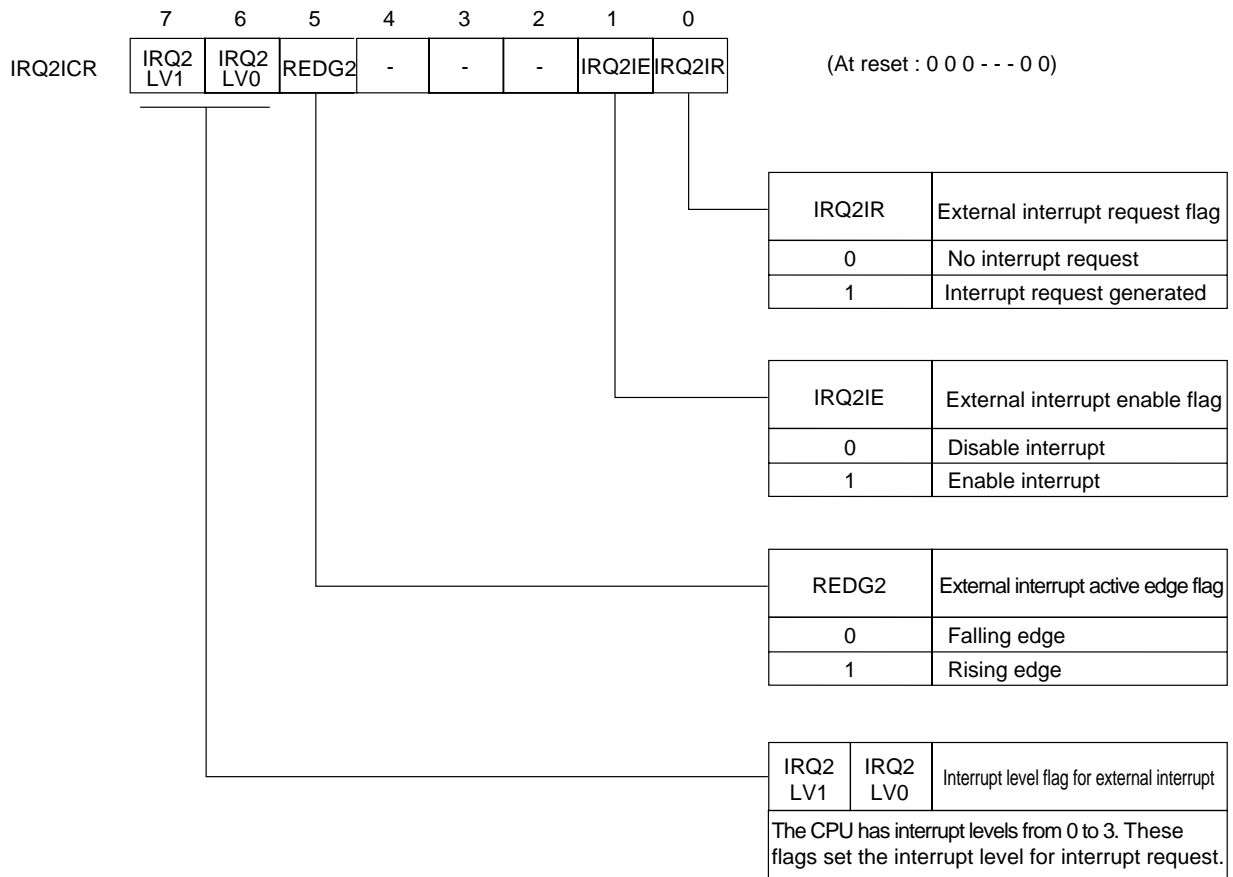 7 6 5 4 3 2 1 0
IRQ2ICR IRQ2 LV1 IRQ2 LV0 REDG2 - - - IRQ2IE IRQ2IR (At reset : 0 0 0 - - - 0 0)
IRQ2IR External interrupt request flag
0 No interrupt request
1 Interrupt request generated
IRQ2IE External interrupt enable flag
0 Disable interrupt
1 Enable interrupt
REDG2 External interrupt active edge flag
0 Falling edge
1 Rising edge
IRQ2 LV1 IRQ2 LV0 Interrupt level flag for external interrupt
The CPU has interrupt levels from 0 to 3. These
flags set the interrupt level for interrupt request.